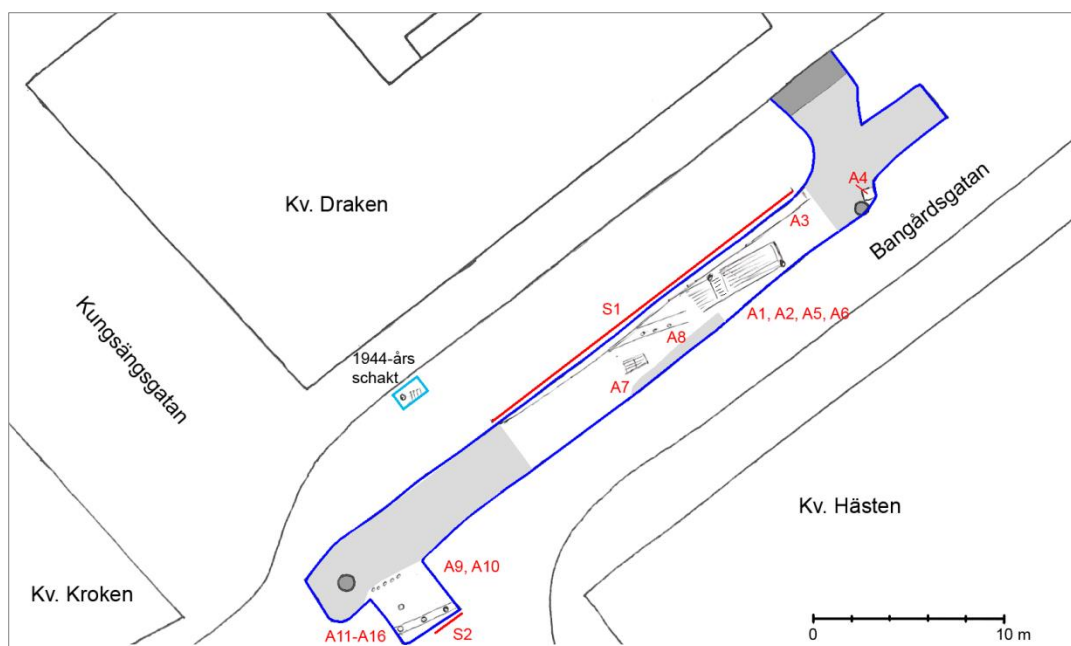 Kv. Draken
Kungsängsgatan
1944-års
schakt
S1
A4
A3
Bangårdsgatan
A1, A2, A5, A6
A8
A7
Kv. Hästen
Kv. Kroken
A9, A10
A11-A16
S2
0
10 m